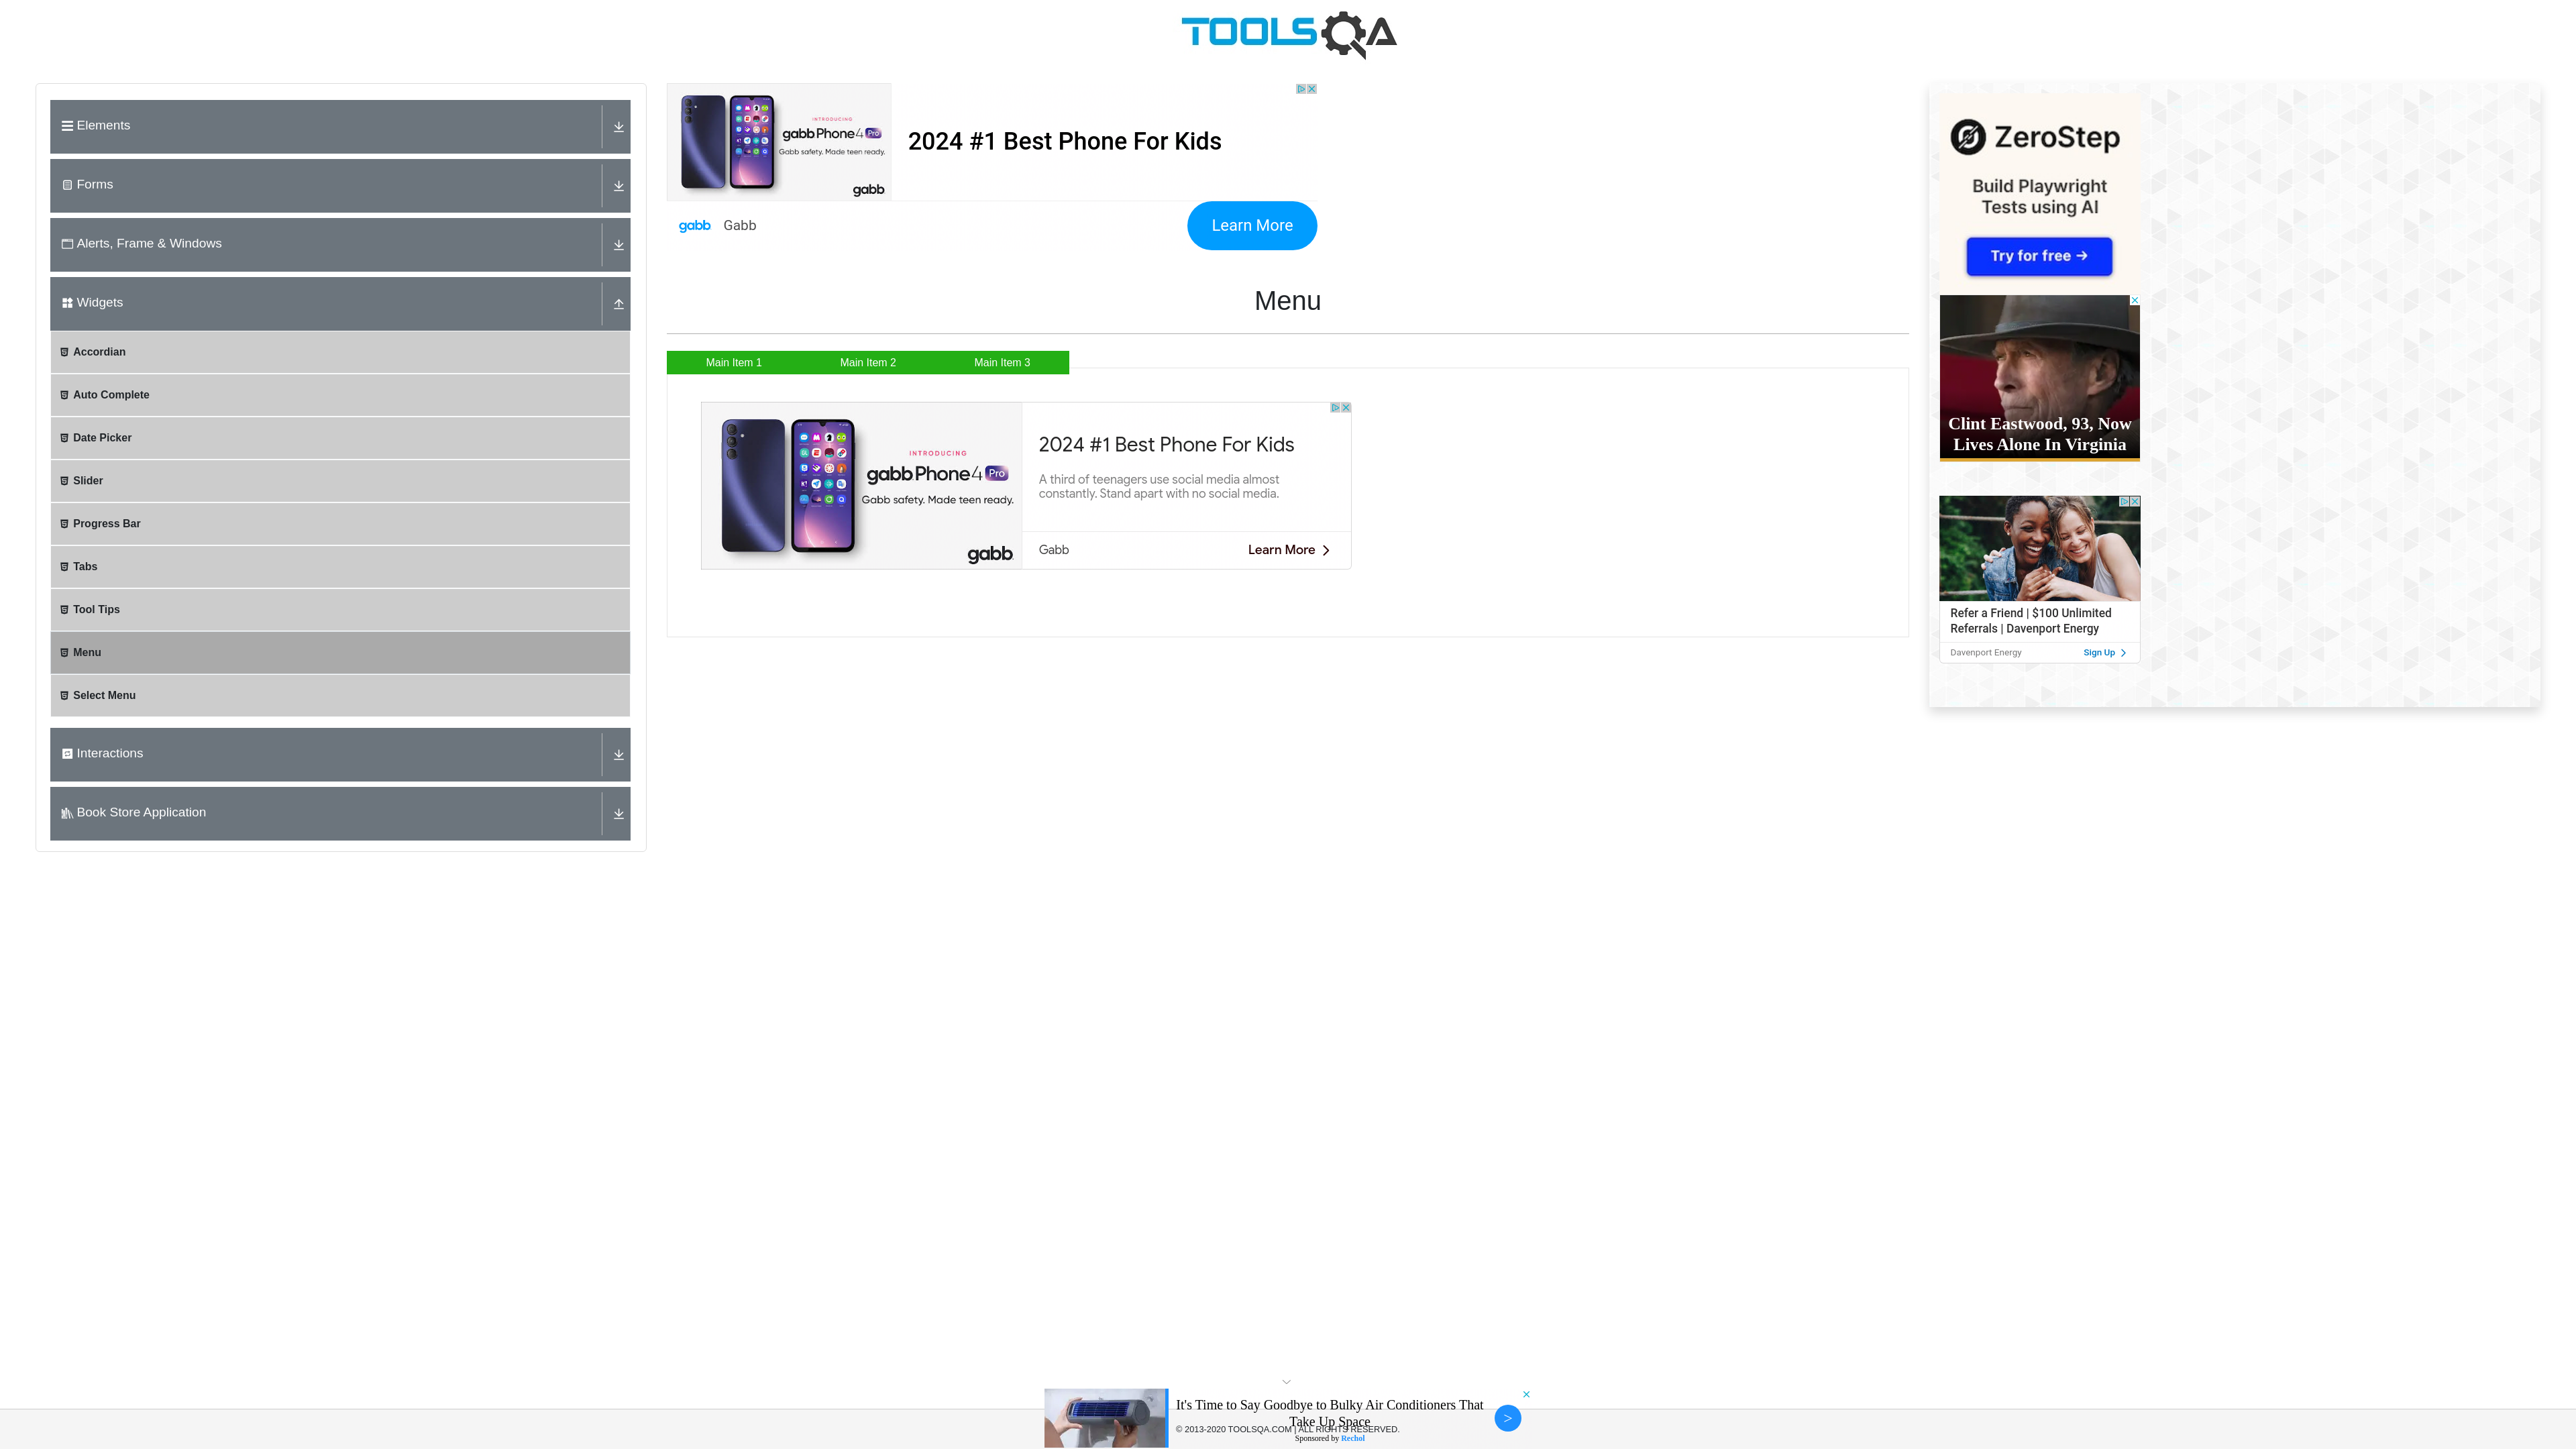 TOOLSQA
Elements
Forms
Alerts, Frame & Windows
Widgets
Accordian
Auto Complete
Date Picker
Slider
Progress Bar
Tabs
Tool Tips
Menu
Select Menu
Interactions
Book Store Application
INTRODUCING
gabb Phone 4 Pro
Gabb safety. Made teen ready.
gabb
2024 #1 Best Phone For Kids
gabb
Gabb
Learn More
Menu
Main Item 1
Main Item 2
Main Item 3
INTRODUCING
gabb Phone 4 Pro
Gabb safety. Made teen ready.
gabb
2024 #1 Best Phone For Kids
A third of teenagers use social media almost
constantly. Stand apart with no social media.
Gabb
Learn More
ZeroStep
Build Playwright
Tests using AI
Try for free →
Clint Eastwood, 93, Now
Lives Alone In Virginia
Refer a Friend | $100 Unlimited
Referrals | Davenport Energy
Davenport Energy
Sign Up
It's Time to Say Goodbye to Bulky Air Conditioners That
Take Up Space
© 2013-2020 TOOLSQA.COM | ALL RIGHTS RESERVED.
Sponsored by Rechol
>